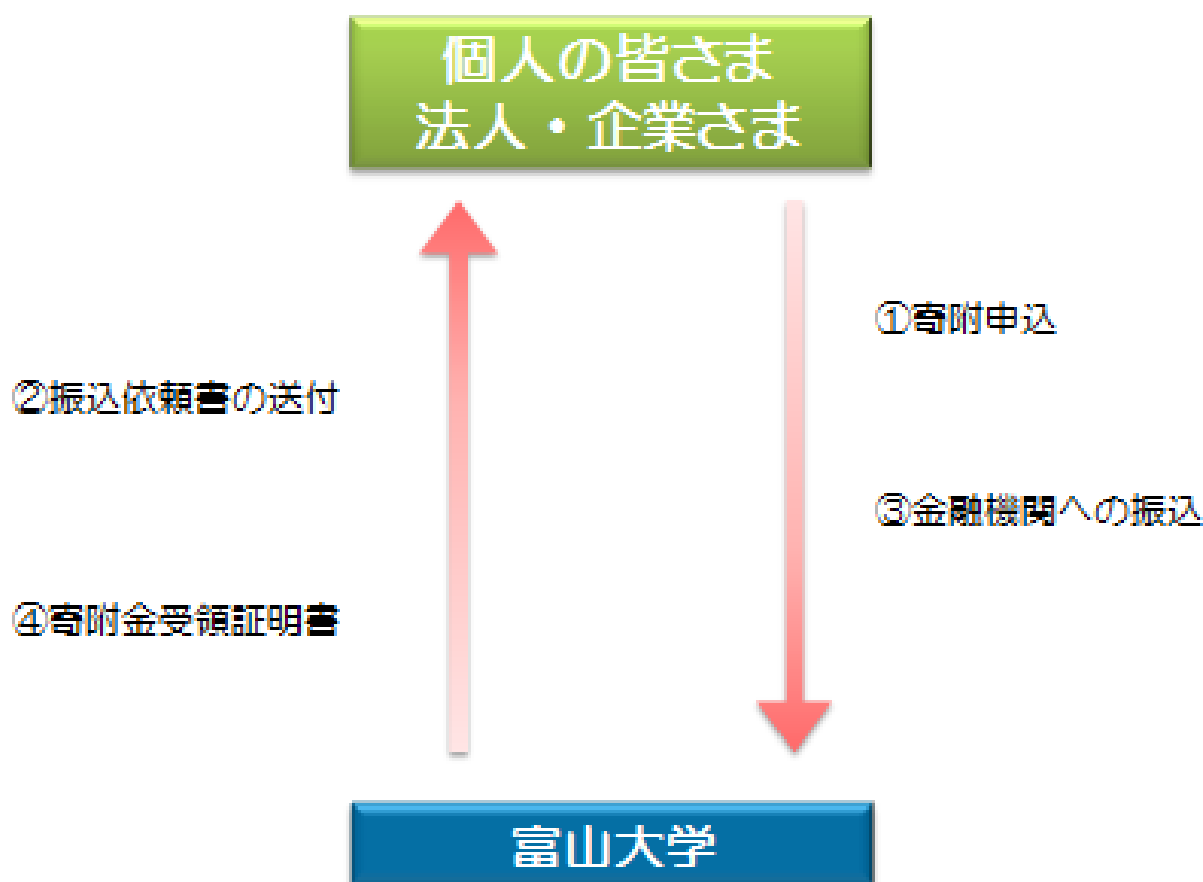 個人の皆さま
法人・企業さま
①寄附申込
②振込依頼書の送付
③金融機関への振込
④寄附金受領証明書
富山大学